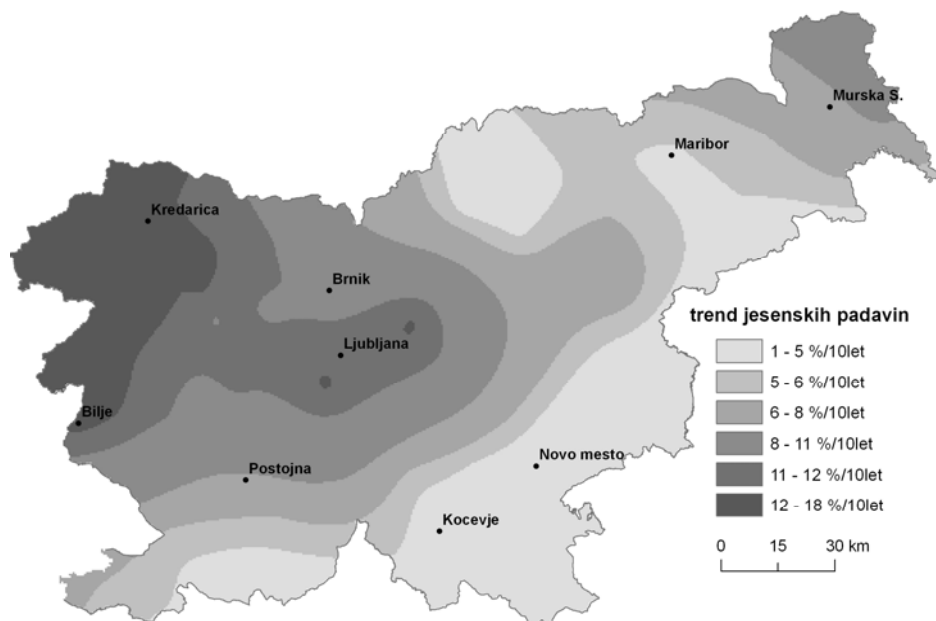 Murska S.
Maribor
Kredarica
Brnik
Ljubljana
Bilje
Postojna
Novo mesto
Kocevje
trend jesenskih padavin
1 - 5 %/10let
5 - 6 %/10let
6 - 8 %/10let
8 - 11 %/10let
11 - 12 %/10let
12 - 18 %/10let
0 15 30 km